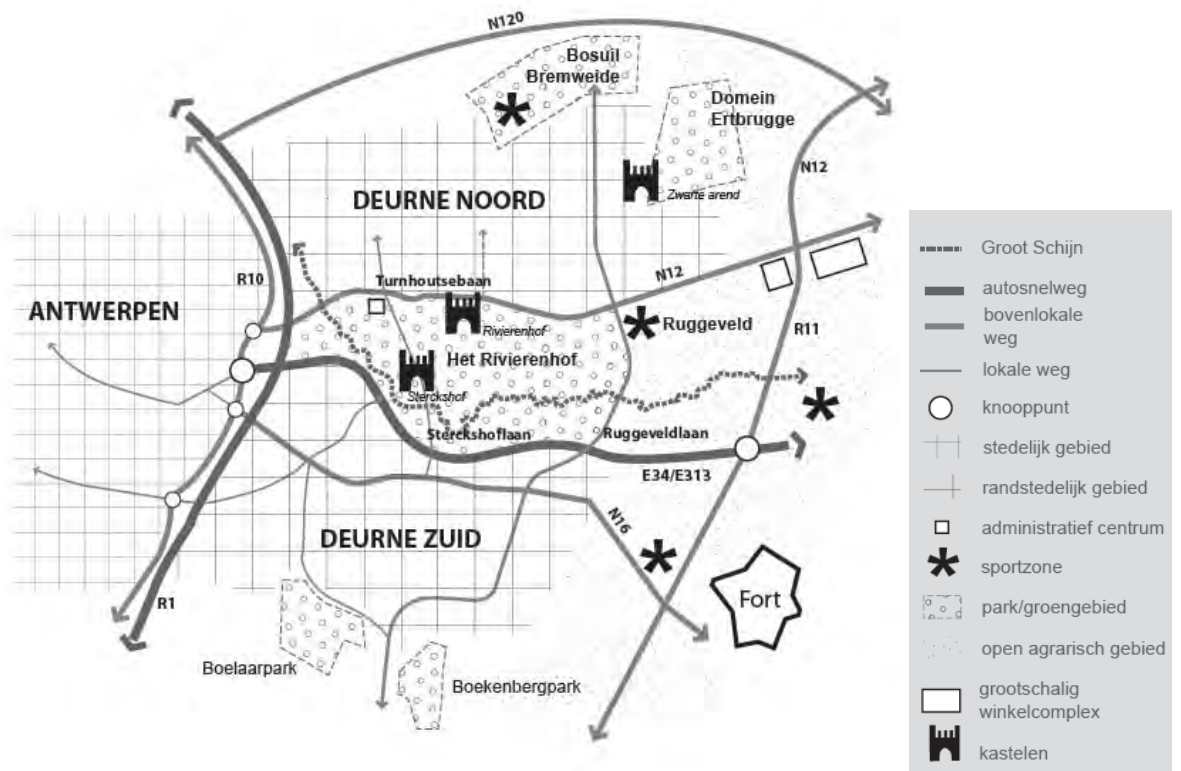 N120
Bosuil
Bremweide
Domein
Ertbrugge
N12
Zwarte arend
DEURNE NOORD
R10
Turnhoutsebaan
N12
ANTWERPEN
Rivierenhof
Ruggeveld
R11
Het Rivierenhof
Sterckshof
Sterckshoflaan
Ruggeveldlaan
E34/E313
N16
DEURNE ZUID
Fort
R1
Boelaarpark
Boekenbergpark
Groot Schijn
autosnelweg
bovenlokale
weg
lokale weg
knooppunt
stedelijk gebied
randstedelijk gebied
administratief centrum
sportzone
park/groengebied
open agrarisch gebied
grootschalig
winkelcomplex
kastelen